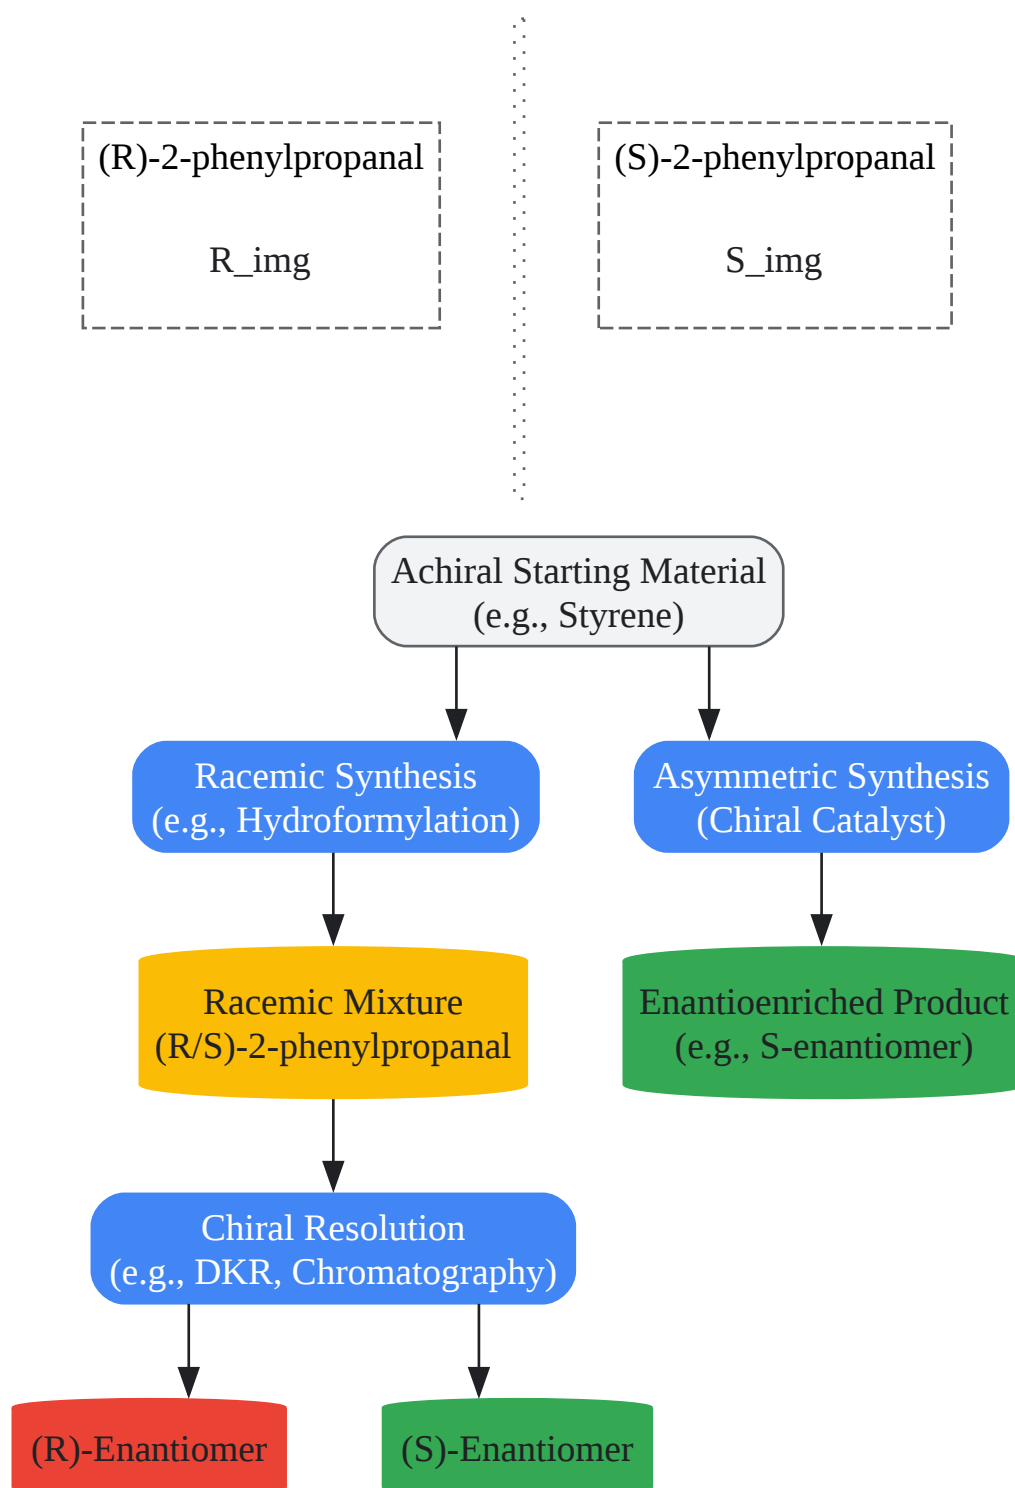 (R)-2-phenylpropanal
R_img
(S)-2-phenylpropanal
S_img
Achiral Starting Material
(e.g., Styrene)
Racemic Synthesis
(e.g., Hydroformylation)
Asymmetric Synthesis
(Chiral Catalyst)
Racemic Mixture
(R/S)-2-phenylpropanal
Enantioenriched Product
(e.g., S-enantiomer)
Chiral Resolution
(e.g., DKR, Chromatography)
(R)-Enantiomer
(S)-Enantiomer